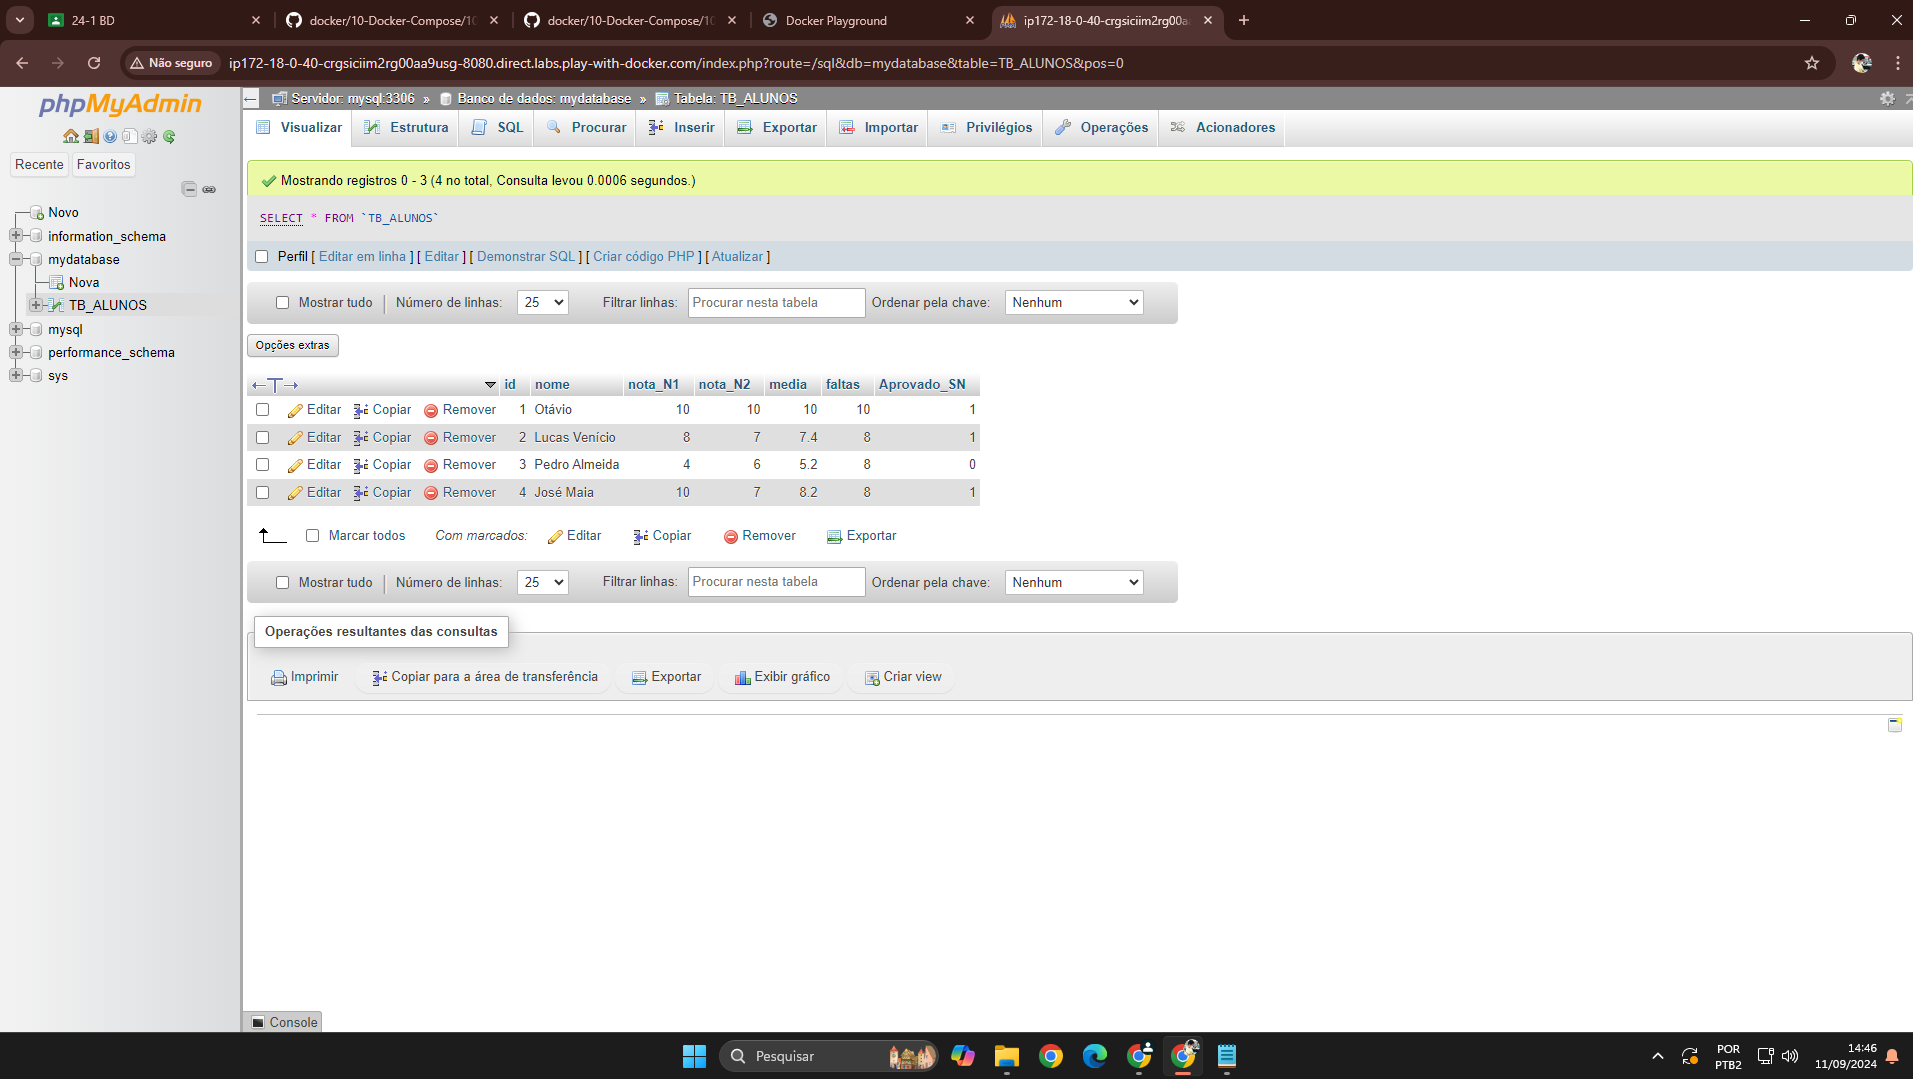 24-1 BD
docker/10-Docker-Compose/10
docker/10-Docker-Compose/10
Docker Playground
ip172-18-0-40-crgsiciim2rg00aa
Não seguro
ip172-18-0-40-crgsiciim2rg00aa9usg-8080.direct.labs.play-with-docker.com/index.php?route=/sql&db=mydatabase&table=TB_ALUNOS&pos=0
phpMyAdmin
Recente
Favoritos
Novo
information_schema
mydatabase
Nova
TB_ALUNOS
mysql
performance_schema
sys
Servidor: mysql:3306 » Banco de dados: mydatabase » Tabela: TB_ALUNOS
Visualizar Estrutura SQL Procurar Inserir Exportar Importar Privilégios Operações Acionadores
Mostrando registros 0 - 3 (4 no total, Consulta levou 0.0006 segundos.)
SELECT * FROM `TB_ALUNOS`
Perfil [ Editar em linha ] [ Editar ] [ Demonstrar SQL ] [ Criar código PHP ] [ Atualizar ]
Mostrar tudo Número de linhas: 25 Filtrar linhas: Procurar nesta tabela Ordenar pela chave: Nenhum
Opções extras
id nome nota_N1 nota_N2 media faltas Aprovado_SN
Editar Copiar Remover 1 Otávio 10 10 10 10 1
Editar Copiar Remover 2 Lucas Venício 8 7 7.4 8 1
Editar Copiar Remover 3 Pedro Almeida 4 6 5.2 8 0
Editar Copiar Remover 4 José Maia 10 7 8.2 8 1
Marcar todos Com marcados: Editar Copiar Remover Exportar
Mostrar tudo Número de linhas: 25 Filtrar linhas: Procurar nesta tabela Ordenar pela chave: Nenhum
Operações resultantes das consultas
Imprimir Copiar para a área de transferência Exportar Exibir gráfico Criar view
Console
Pesquisar
POR
PTB2
14:46
11/09/2024